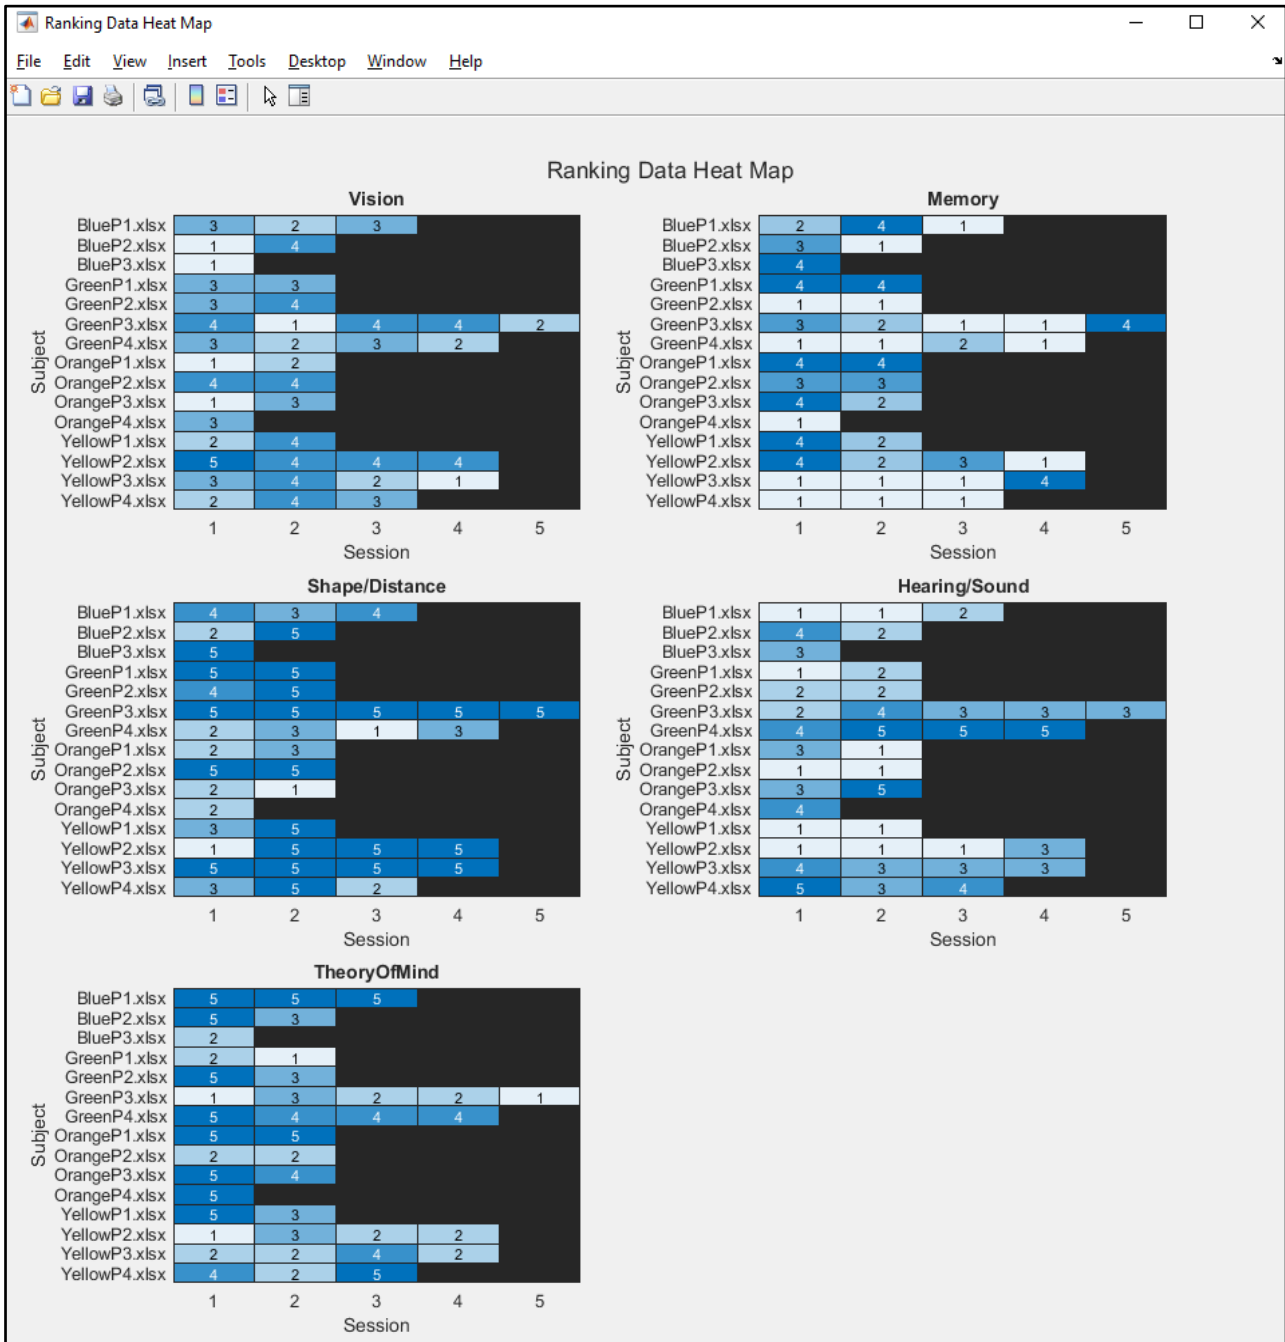 Ranking Data Heat Map
File Edit View Insert Tools Desktop Window Help
Ranking Data Heat Map
Vision
Subject
BlueP1.xlsx 3 2 3
BlueP2.xlsx 1 4
BlueP3.xlsx 1
GreenP1.xlsx 3 3
GreenP2.xlsx 3 4
GreenP3.xlsx 4 1 4 4 2
GreenP4.xlsx 3 2 3 2
OrangeP1.xlsx 1 2
OrangeP2.xlsx 4 4
OrangeP3.xlsx 1 3
OrangeP4.xlsx 3
YellowP1.xlsx 2 4
YellowP2.xlsx 5 4 4 4
YellowP3.xlsx 3 4 2 1
YellowP4.xlsx 2 4 3
1 2 3 4 5
Session
Memory
Subject
BlueP1.xlsx 2 4 1
BlueP2.xlsx 3 1
BlueP3.xlsx 4
GreenP1.xlsx 4 4
GreenP2.xlsx 1 1
GreenP3.xlsx 3 2 1 1 4
GreenP4.xlsx 1 1 2 1
OrangeP1.xlsx 4 4
OrangeP2.xlsx 3 3
OrangeP3.xlsx 4 2
OrangeP4.xlsx 1
YellowP1.xlsx 4 2
YellowP2.xlsx 4 2 3 1
YellowP3.xlsx 1 1 1 4
YellowP4.xlsx 1 1 1
1 2 3 4 5
Session
Shape/Distance
Subject
BlueP1.xlsx 4 3 4
BlueP2.xlsx 2 5
BlueP3.xlsx 5
GreenP1.xlsx 5 5
GreenP2.xlsx 4 5
GreenP3.xlsx 5 5 5 5 5
GreenP4.xlsx 2 3 1 3
OrangeP1.xlsx 2 3
OrangeP2.xlsx 5 5
OrangeP3.xlsx 2 1
OrangeP4.xlsx 2
YellowP1.xlsx 3 5
YellowP2.xlsx 1 5 5 5
YellowP3.xlsx 5 5 5 5
YellowP4.xlsx 3 5 2
1 2 3 4 5
Session
Hearing/Sound
Subject
BlueP1.xlsx 1 1 2
BlueP2.xlsx 4 2
BlueP3.xlsx 3
GreenP1.xlsx 1 2
GreenP2.xlsx 2 2
GreenP3.xlsx 2 4 3 3 3
GreenP4.xlsx 4 5 5 5
OrangeP1.xlsx 3 1
OrangeP2.xlsx 1 1
OrangeP3.xlsx 3 5
OrangeP4.xlsx 4
YellowP1.xlsx 1 1
YellowP2.xlsx 1 1 1 3
YellowP3.xlsx 4 3 3 3
YellowP4.xlsx 5 3 4
1 2 3 4 5
Session
TheoryOfMind
Subject
BlueP1.xlsx 5 5 5
BlueP2.xlsx 5 3
BlueP3.xlsx 2
GreenP1.xlsx 2 1
GreenP2.xlsx 5 3
GreenP3.xlsx 1 3 2 2 1
GreenP4.xlsx 5 4 4 4
OrangeP1.xlsx 5 5
OrangeP2.xlsx 2 2
OrangeP3.xlsx 5 4
OrangeP4.xlsx 5
YellowP1.xlsx 5 3
YellowP2.xlsx 1 3 2 2
YellowP3.xlsx 2 2 4 2
YellowP4.xlsx 4 2 5
1 2 3 4 5
Session